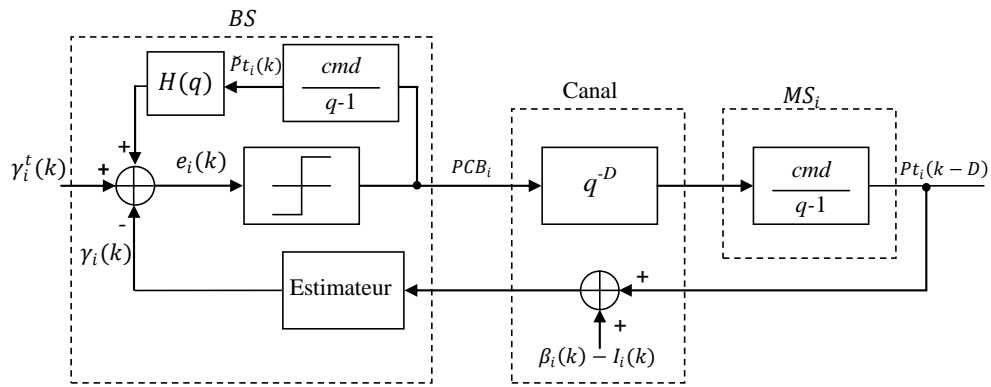 BS
P̆t_i(k)
H(q)
cmd
q-1
Canal
MS_i
+
γ_i^t(k)
+
e_i(k)
PCB_i
q^-D
cmd
q-1
Pt_i(k − D)
-
γ_i(k)
Estimateur
+
+
β_i(k) − I_i(k)